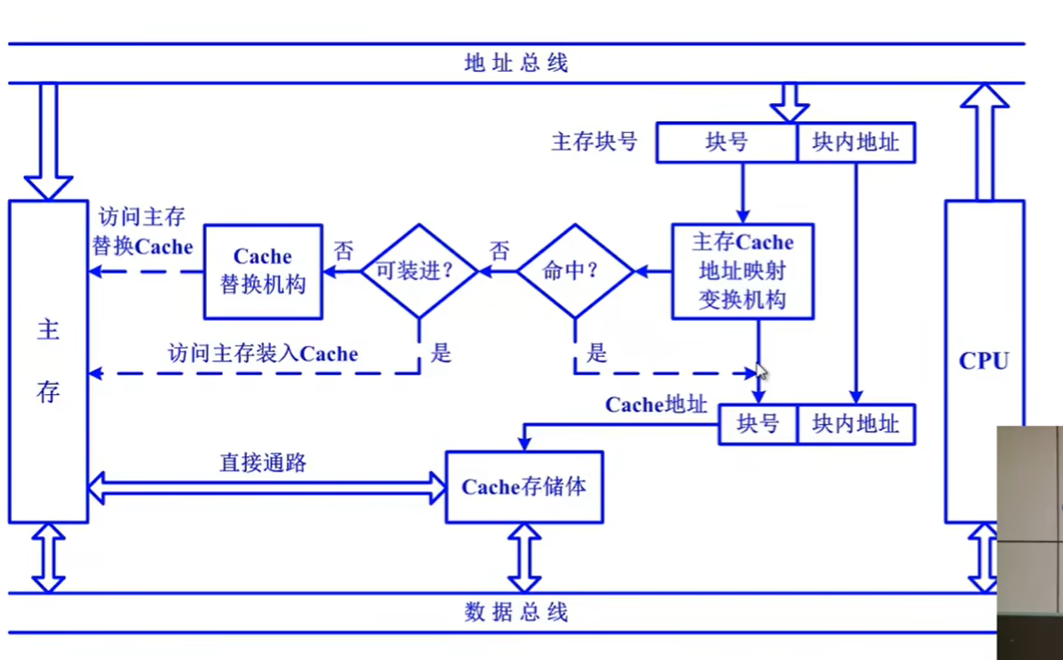 地址总线
主存块号
块号
块内地址
访问主存
替换Cache
Cache
替换机构
否
可装进？
否
命中？
主存Cache
地址映射
变换机构
主
存
访问主存装入Cache
是
是
CPU
Cache地址
块号
块内地址
直接通路
Cache存储体
数据总线